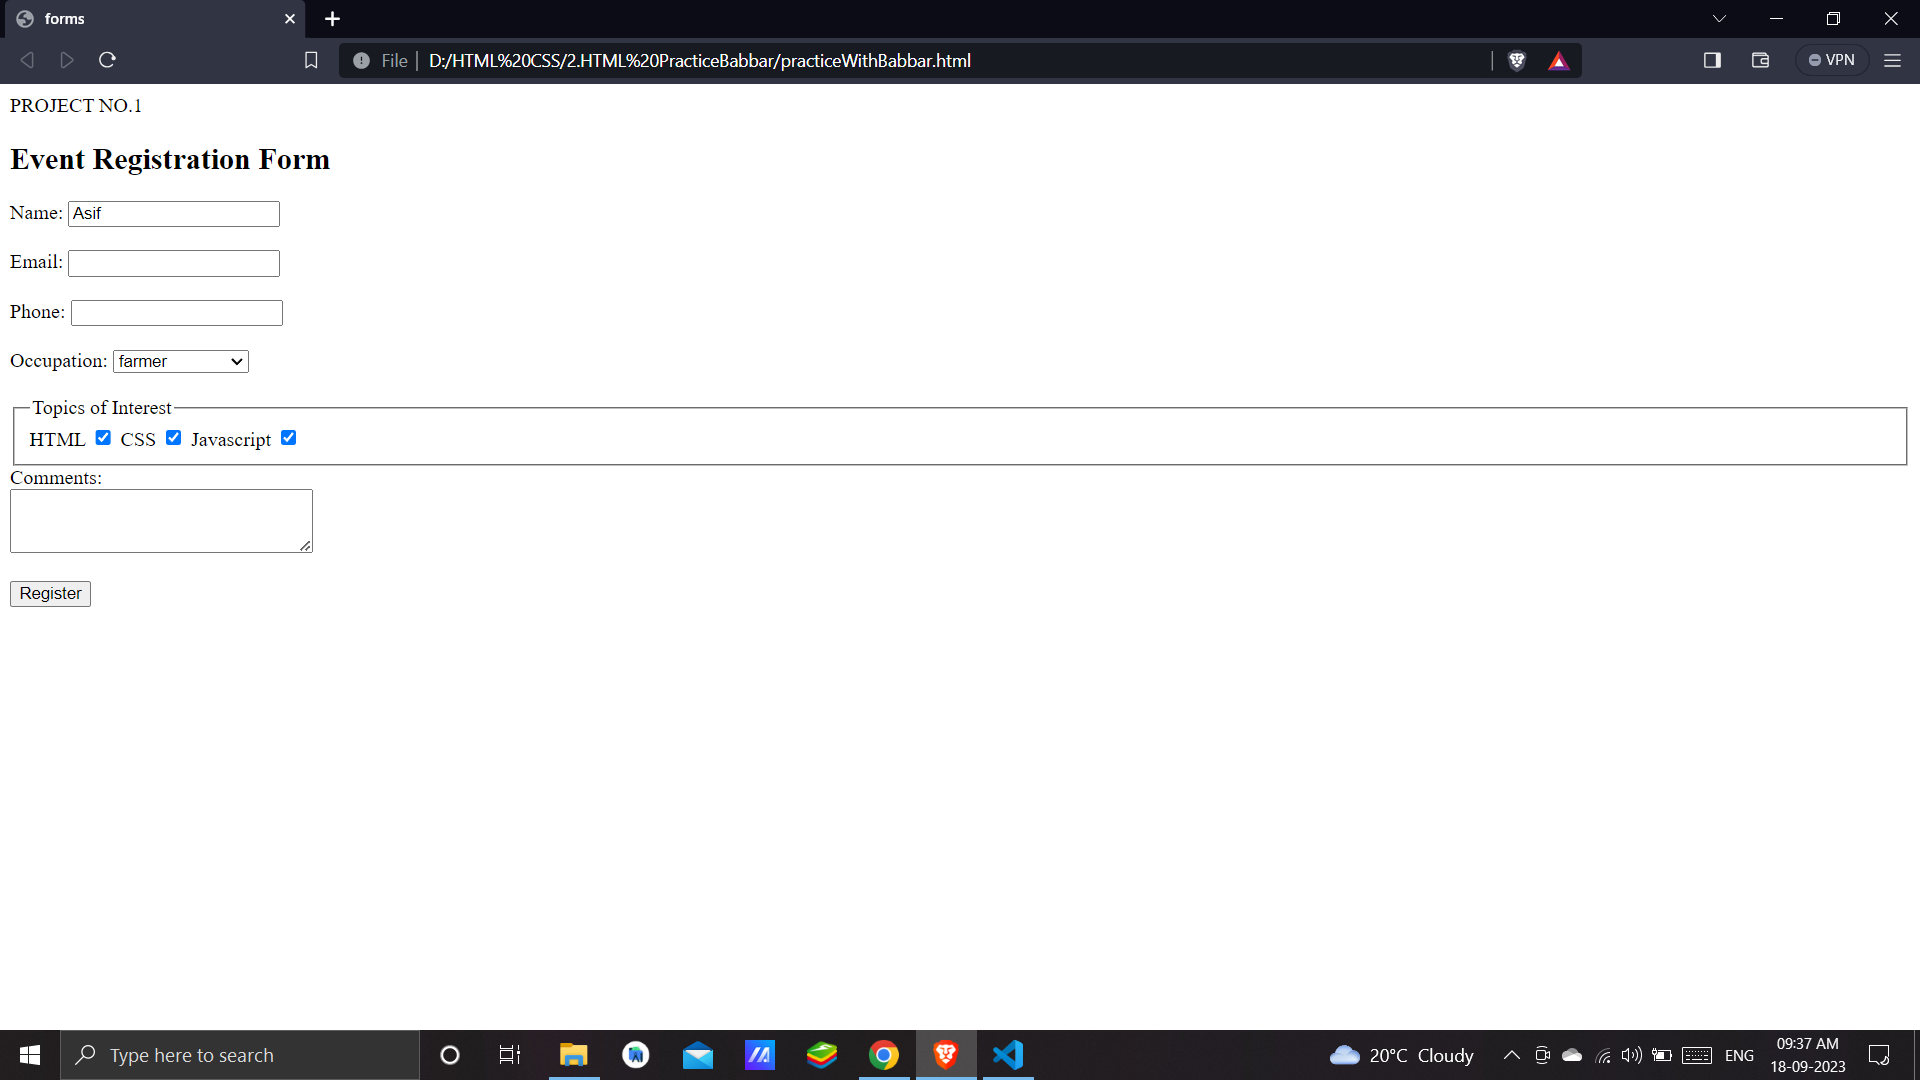 forms
File
D:/HTML%20CSS/2.HTML%20PracticeBabbar/practiceWithBabbar.html
VPN
PROJECT NO.1
Event Registration Form
Name: Asif
Email:
Phone:
Occupation: farmer
Topics of Interest
HTML CSS Javascript
Comments:
Register
Type here to search
20°C Cloudy
ENG
09:37 AM
18-09-2023